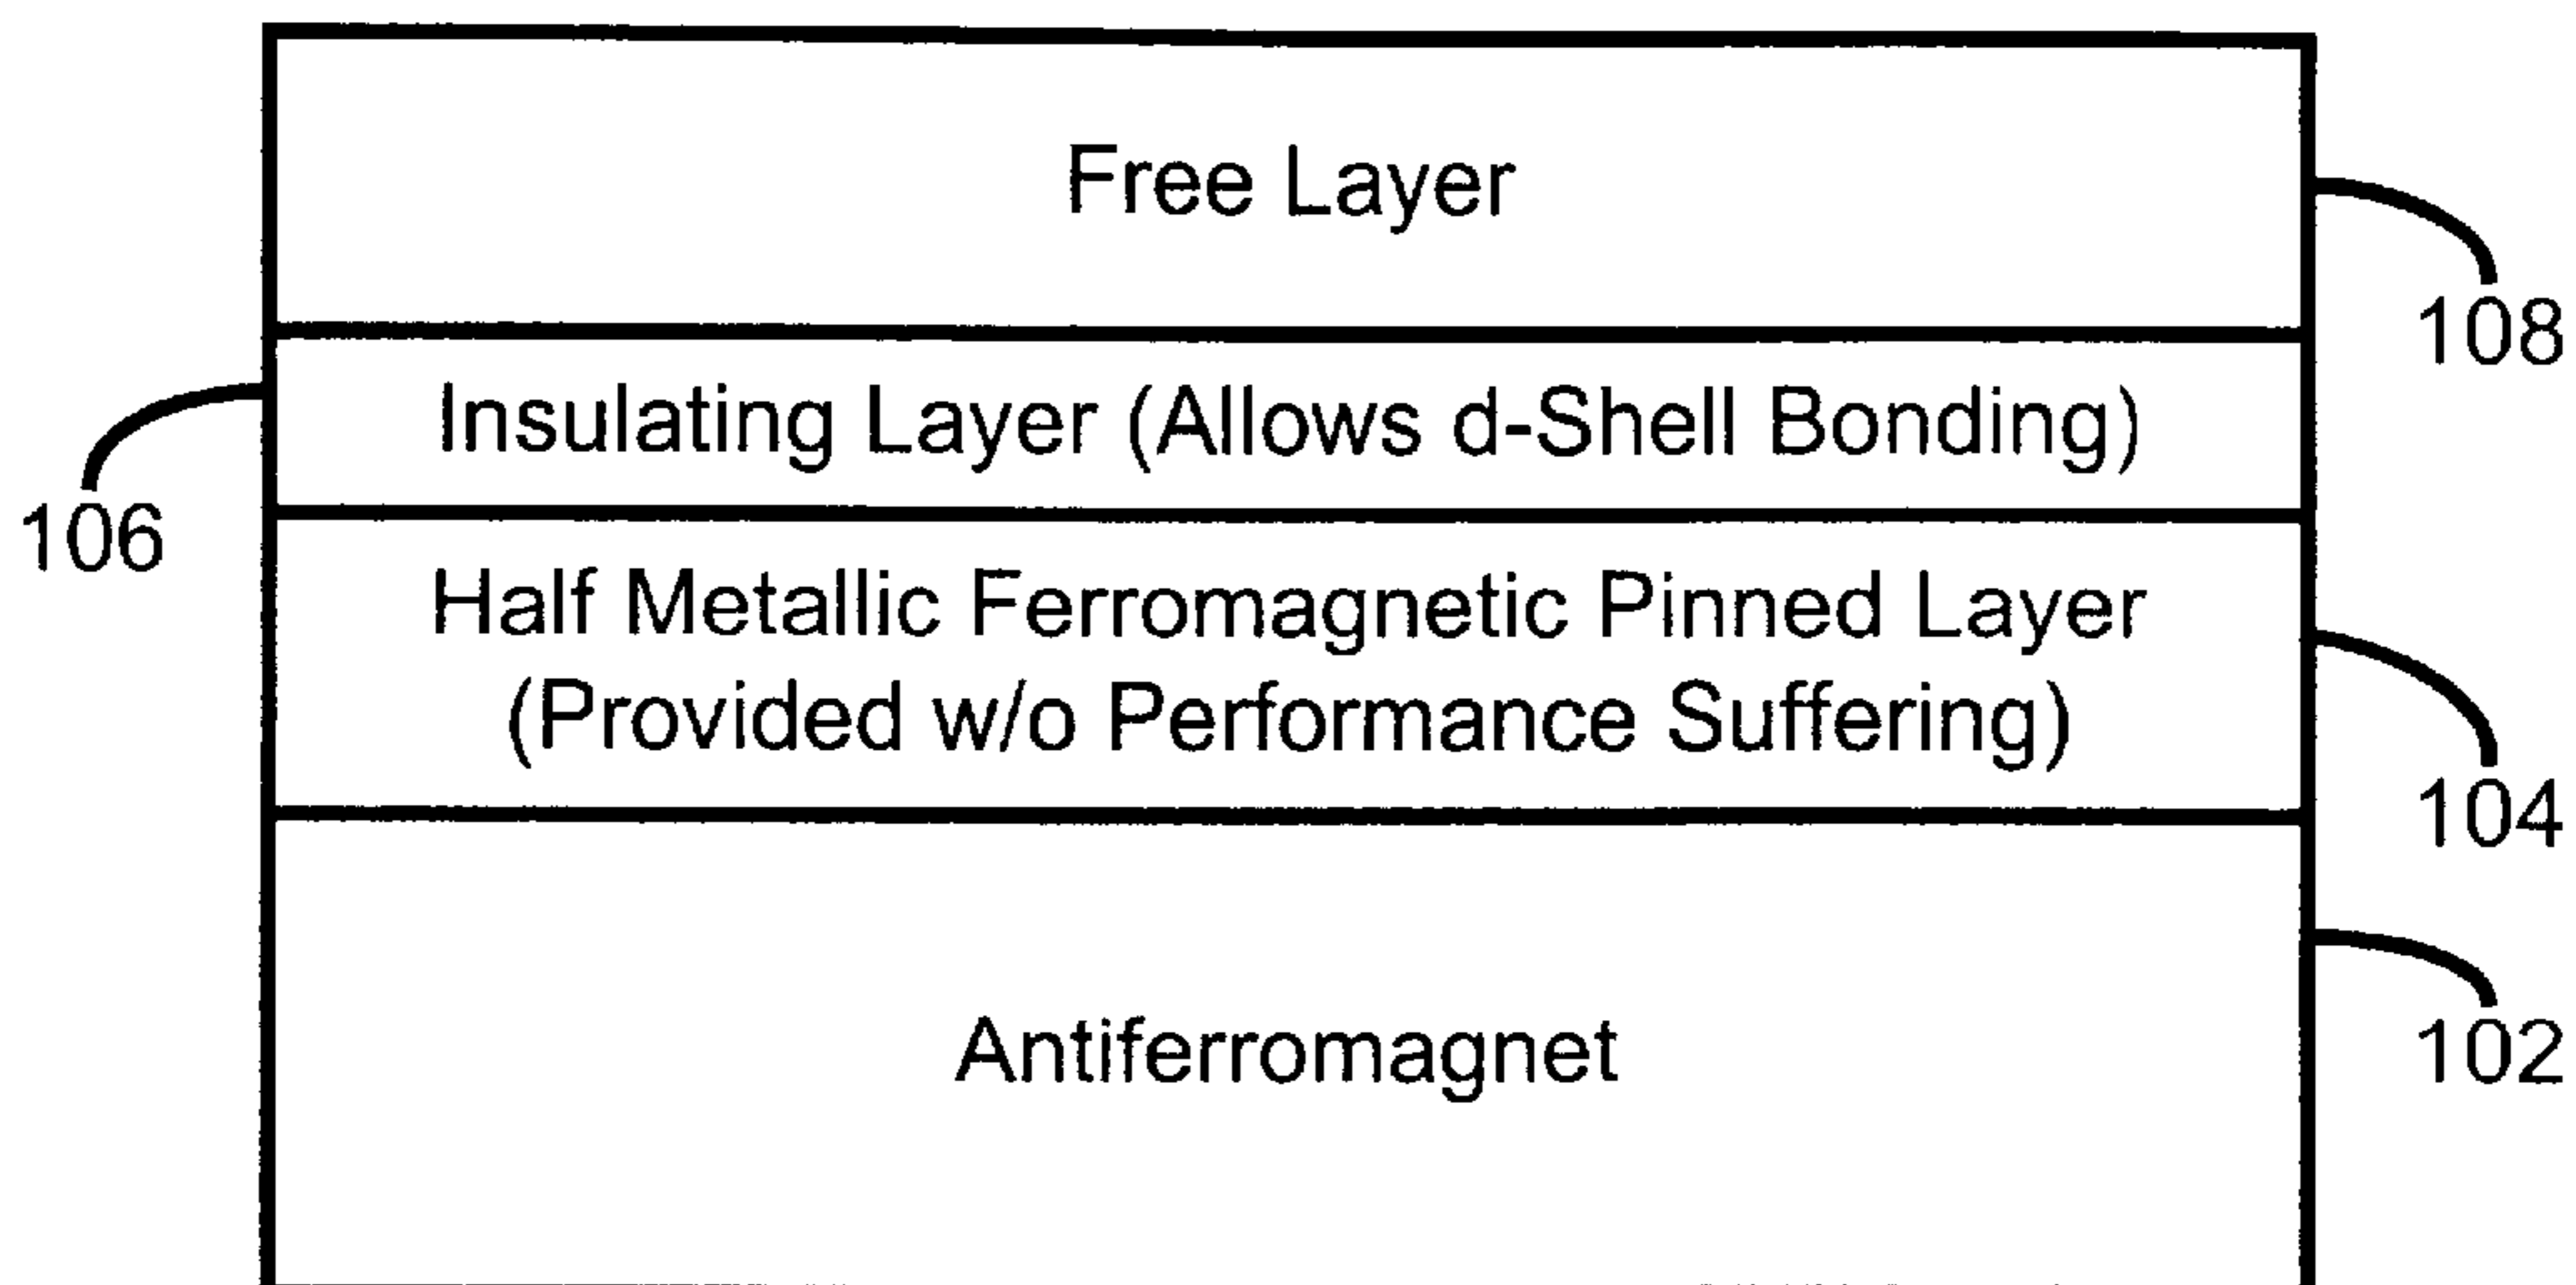 Free Layer
108
Insulating Layer (Allows d-Shell Bonding)
106
Half Metallic Ferromagnetic Pinned Layer
(Provided w/o Performance Suffering)
104
Antiferromagnet
102